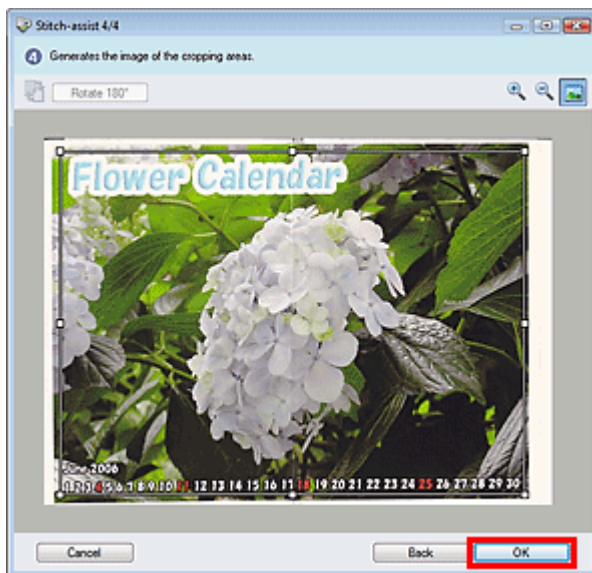 Stitch-assist 4/4
4 Generates the image of the cropping areas.
Rotate 180°
Flower Calendar
June 2006
1 2 3 4 5 6 7 8 9 10 11 12 13 14 15 16 17 18 19 20 21 22 23 24 25 26 27 28 29 30
Cancel Back OK